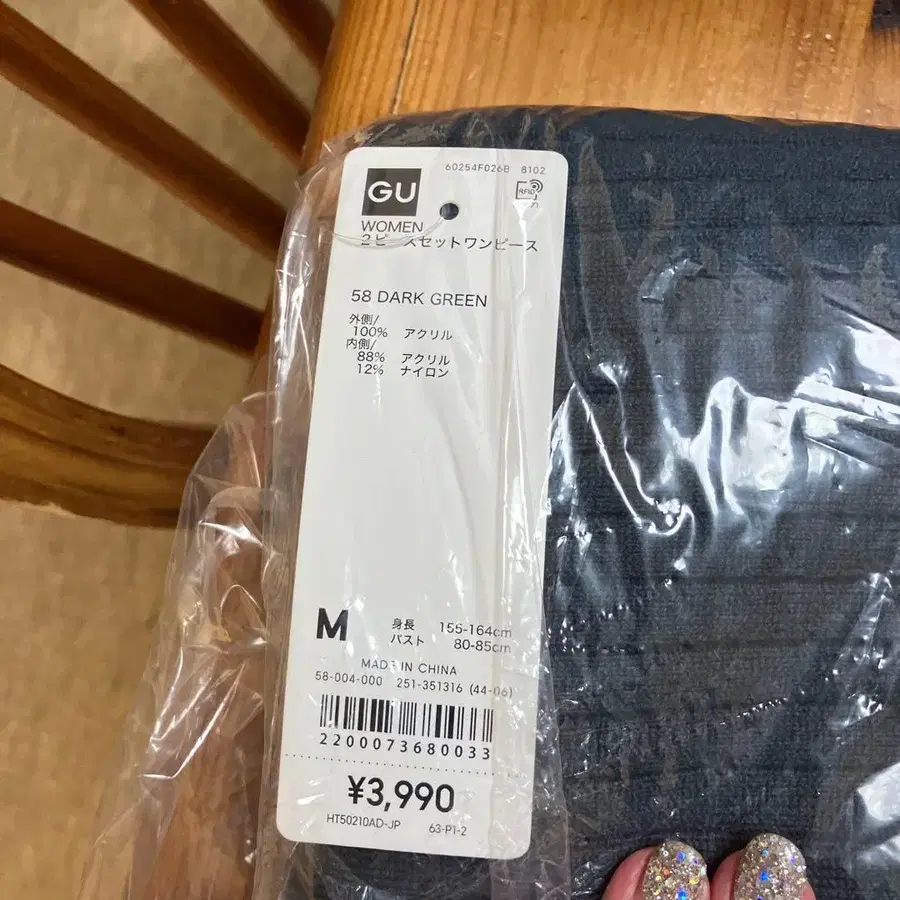 60254F026B 8102
GU
RFID
WOMEN
2ピースセットワンピース
58 DARK GREEN
外側/
100% アクリル
内側/
88% アクリル
12% ナイロン
M 身長 155-164cm
バスト 80-85cm
MADE IN CHINA
58-004-000 251-351316 (44-06)
2200073680033
¥3,990
HT50210AD-JP 63-P1-2